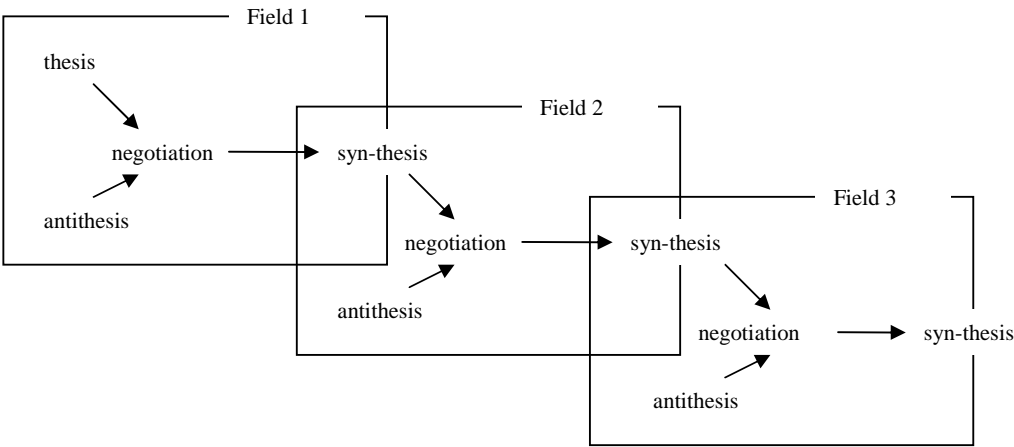 Field 1
thesis
Field 2
negotiation
syn-thesis
Field 3
antithesis
negotiation
syn-thesis
antithesis
negotiation
syn-thesis
antithesis